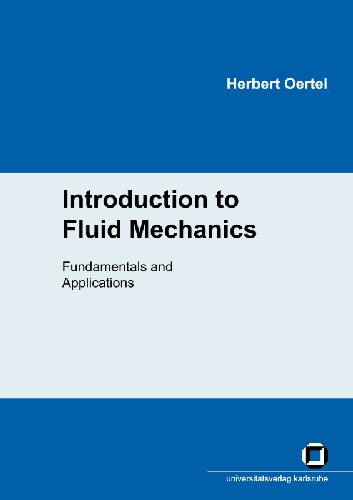 Herbert Oertel
Introduction to
Fluid Mechanics
Fundamentals and
Applications
universitätsverlag karlsruhe